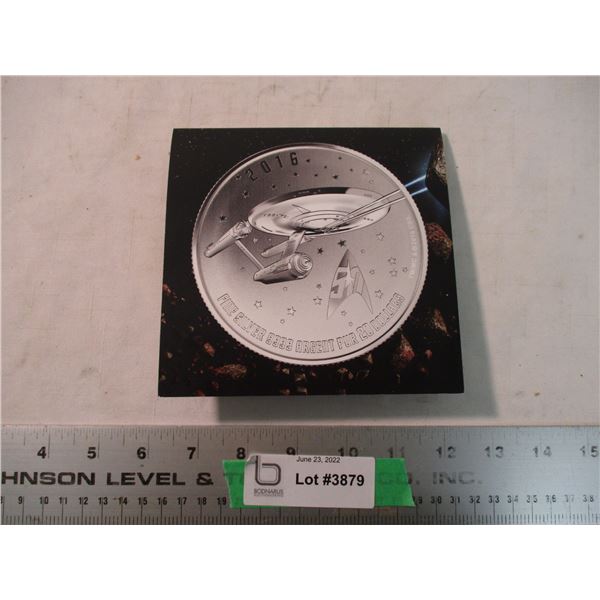 2016
FINE SILVER 9999 ARGENT PUR 20 DOLLARS
4 5 6 7 8 9 10 11 12 13 14 15
HNSON LEVEL & T
CO., INC.
June 23, 2022
b
BODNARUS
Lot #3879